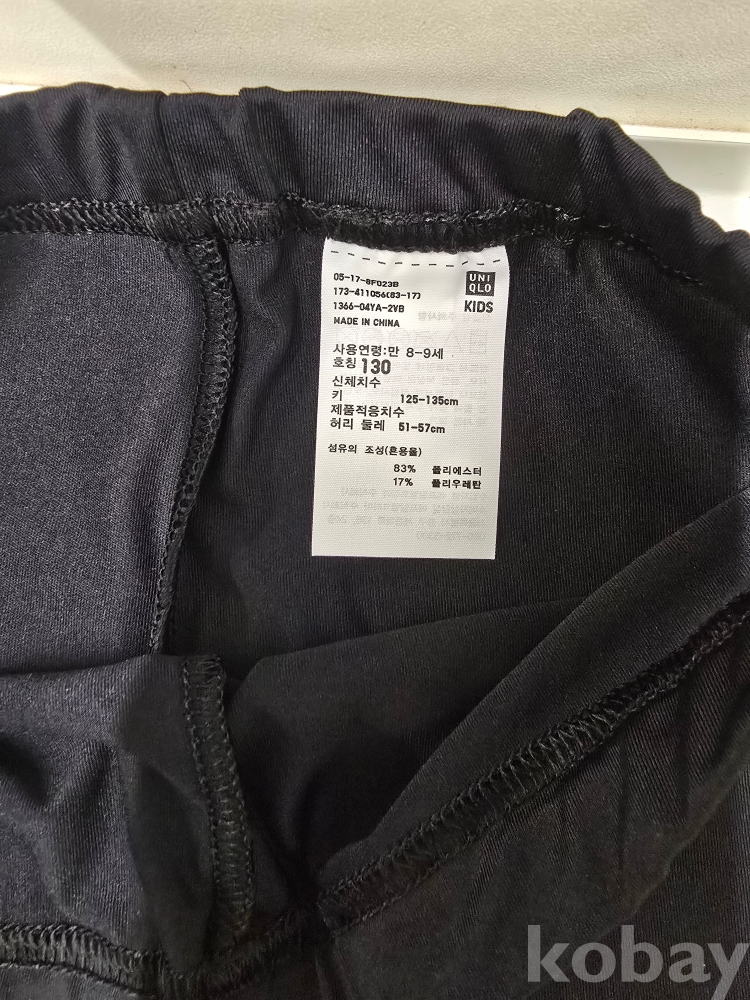 05-17-8F023B
173-411056(83-17)
1366-04YA-2VB
MADE IN CHINA
UNI
QLO
KIDS
사용연령:만 8-9세
호칭 130
신체치수
키 125-135cm
제품적응치수
허리 둘레 51-57cm
섬유의 조성(혼용율)
83% 폴리에스터
17% 폴리우레탄
kobay